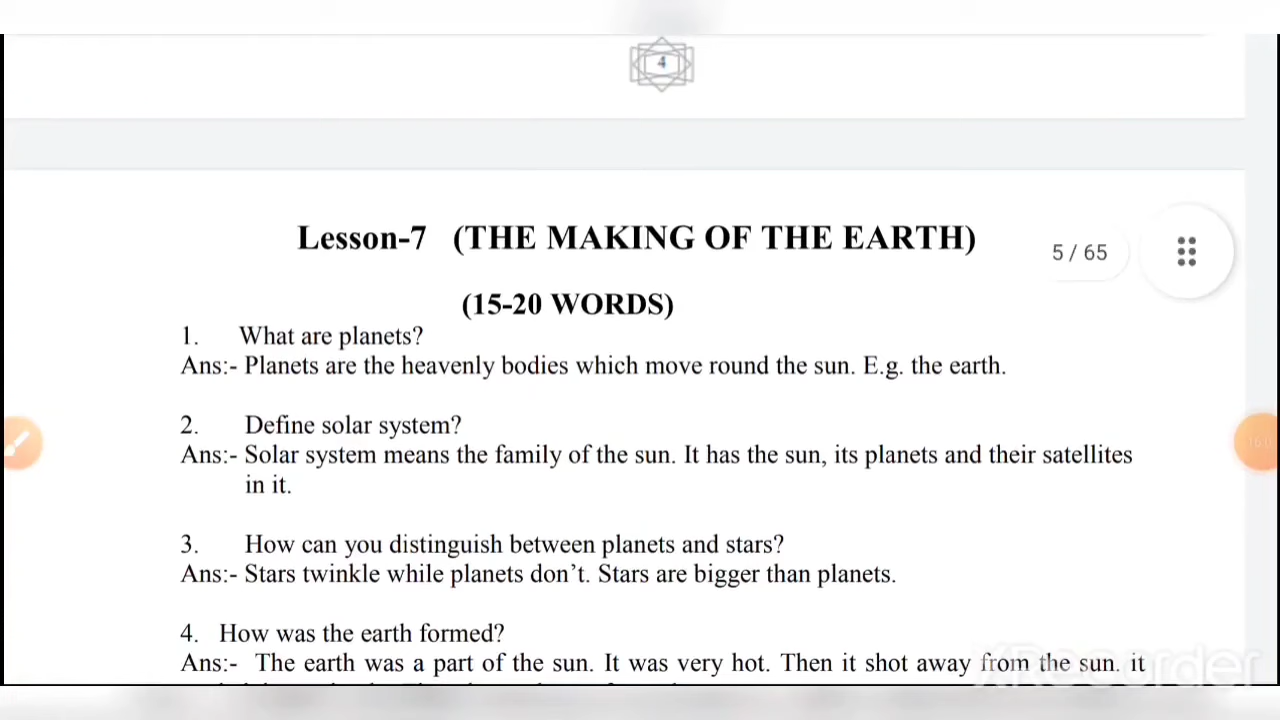 4
Lesson-7 (THE MAKING OF THE EARTH)
5 / 65
(15-20 WORDS)
1. What are planets?
Ans:- Planets are the heavenly bodies which move round the sun. E.g. the earth.
2. Define solar system?
Ans:- Solar system means the family of the sun. It has the sun, its planets and their satellites
in it.
3. How can you distinguish between planets and stars?
Ans:- Stars twinkle while planets don't. Stars are bigger than planets.
4. How was the earth formed?
Ans:- The earth was a part of the sun. It was very hot. Then it shot away from the sun. it
XRecorder